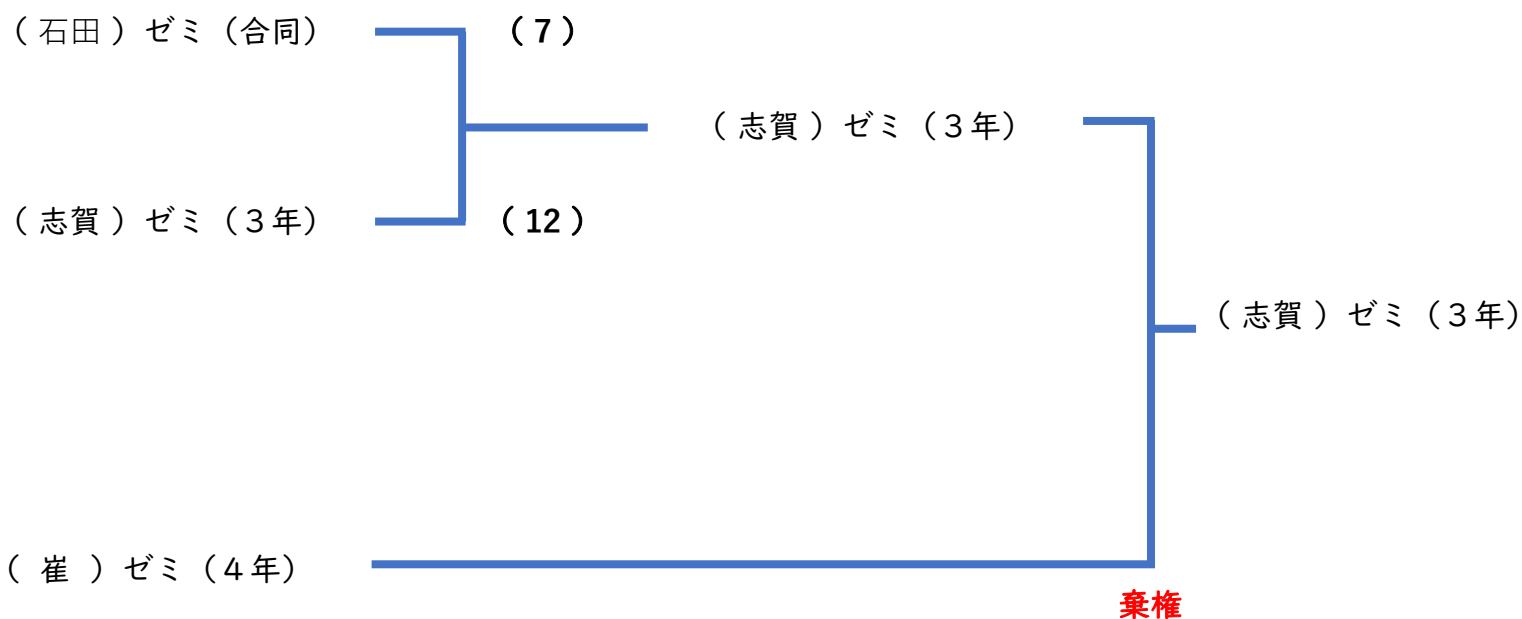 （ 石田 ）ゼミ（合同）
（ 7 ）
（ 志賀 ）ゼミ（３年）
（ 志賀 ）ゼミ（３年）
（ 12 ）
（ 志賀 ）ゼミ（３年）
（ 崔 ）ゼミ（４年）
棄権